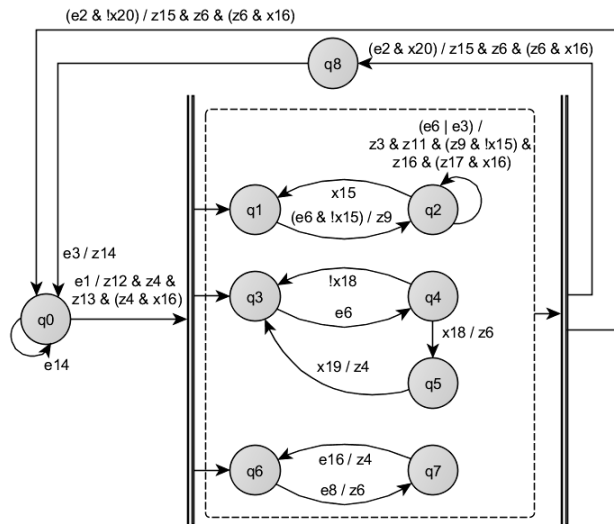 (e2 & !x20) / z15 & z6 & (z6 & x16)
(e2 & x20) / z15 & z6 & (z6 & x16)
q8
(e6 | e3) /
z3 & z11 & (z9 & !x15) &
z16 & (z17 & x16)
x15
q1
q2
(e6 & !x15) / z9
e3 / z14
e1 / z12 & z4 &
z13 & (z4 & x16)
!x18
q3
q4
e6
q0
x18 / z6
e14
x19 / z4
q5
e16 / z4
q6
q7
e8 / z6